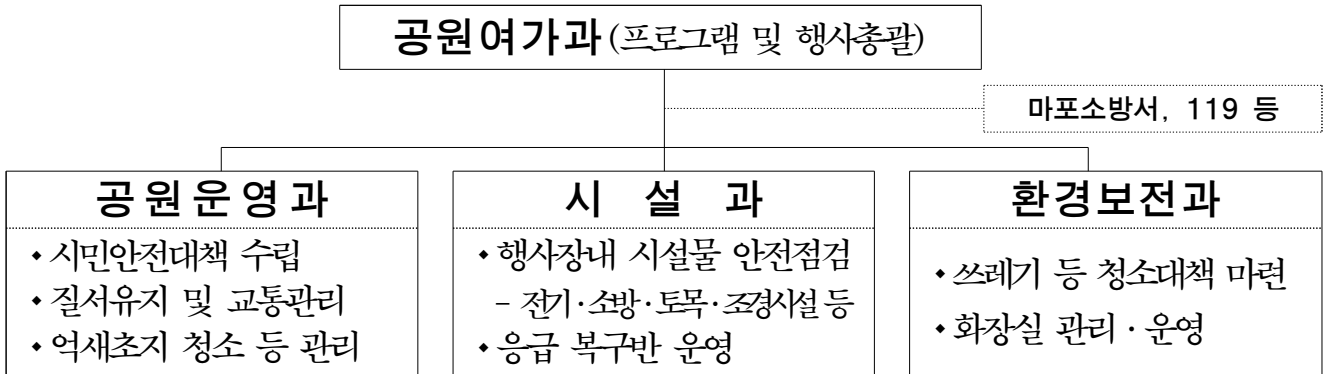 공원여가과(프로그램 및 행사총괄)
마포소방서, 119 등
공원운영과
◆ 시민안전대책 수립
◆ 질서유지 및 교통관리
◆ 억새초지 청소 등 관리
시 설 과
◆ 행사장내 시설물 안전점검
- 전기·소방·토목·조경시설 등
◆ 응급 복구반 운영
환경보전과
◆ 쓰레기 등 청소대책 마련
◆ 화장실 관리·운영